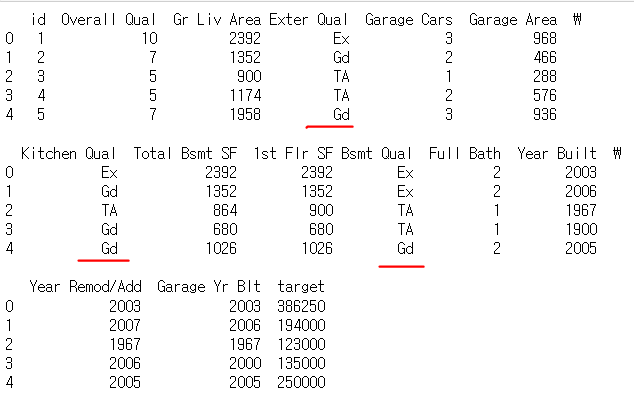 id Overall Qual Gr Liv Area Exter Qual Garage Cars Garage Area ₩
0 1 10 2392 Ex 3 968
1 2 7 1352 Gd 2 466
2 3 5 900 TA 1 288
3 4 5 1174 TA 2 576
4 5 7 1958 Gd 3 936
Kitchen Qual Total Bsmt SF 1st Flr SF Bsmt Qual Full Bath Year Built ₩
0 Ex 2392 2392 Ex 2 2003
1 Gd 1352 1352 Ex 2 2006
2 TA 864 900 TA 1 1967
3 Gd 680 680 TA 1 1900
4 Gd 1026 1026 Gd 2 2005
Year Remod/Add Garage Yr Blt target
0 2003 2003 386250
1 2007 2006 194000
2 1967 1967 123000
3 2006 2000 135000
4 2005 2005 250000